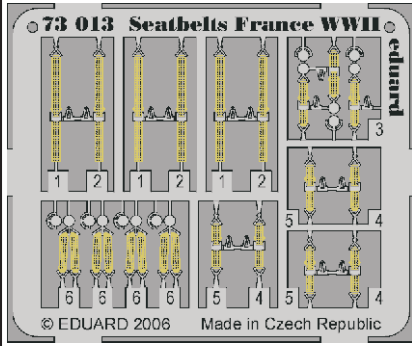 73 013 Seatbelts France WWII
eduard
1 2 1 2 1 2
3
5 4
6 6 6 6 5 4
5 4
© EDUARD 2006 Made in Czech Republic